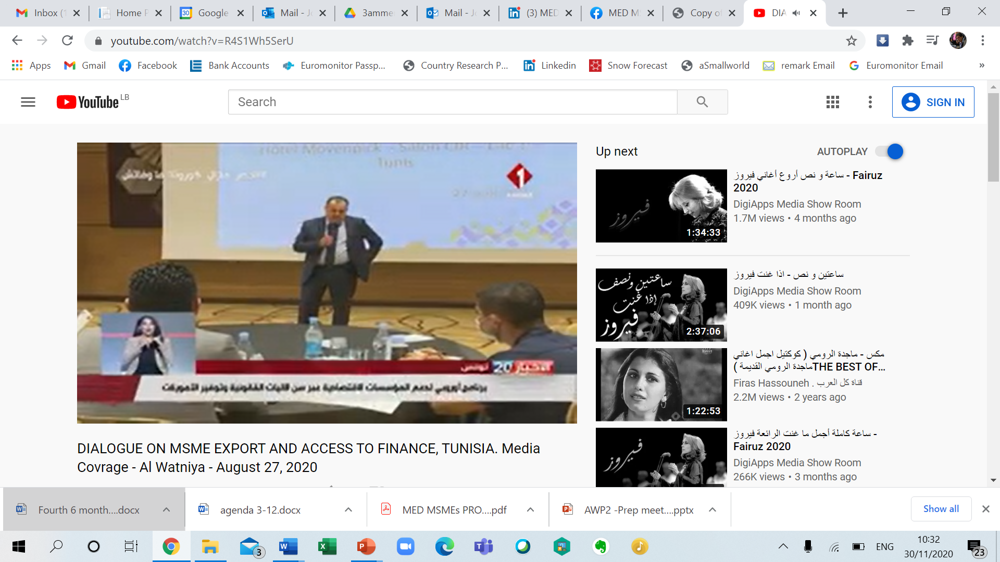 Inbox (1
Home P
Google
Mail - Jo
3amme
Mail - Jo
(3) MED
MED M
Copy of
DIA
youtube.com/watch?v=R4S1Wh5SerU
Apps
Gmail
Facebook
Bank Accounts
Euromonitor Passp...
Country Research P...
Linkedin
Snow Forecast
aSmallworld
remark Email
Euromonitor Email
»
YouTube LB
Search
SIGN IN
Hotel Movenpick - Salon
Tunis
1
الأخبار 20 تونس
برنامج أوروبي لدعم المؤسسات الاقتصادية عبر سن الآليات القانونية وتوفير التمويلات
DIALOGUE ON MSME EXPORT AND ACCESS TO FINANCE, TUNISIA. Media
Covrage - Al Watniya - August 27, 2020
Up next
AUTOPLAY
فيروز
1:34:33
ساعة و نص أروع أغاني فيروز - Fairuz
2020
DigiApps Media Show Room
1.7M views • 4 months ago
ساعتين ونصف
إذا غنت
فيروز
2:37:06
ساعتين و نص - اذا غنت فيروز
DigiApps Media Show Room
409K views • 1 month ago
1:22:53
مكس - ماجدة الرومي ( كوكتيل اجمل اغاني
ماجدة الرومي القديمة )THE BEST OF...
Firas Hassouneh . قناة كل العرب
2.2M views • 2 years ago
فيروز
ساعة كاملة أجمل ما غنت الرائعة فيروز -
Fairuz 2020
DigiApps Media Show Room
266K views • 3 months ago
Fourth 6 month....docx
agenda 3-12.docx
MED MSMEs PRO....pdf
AWP2 -Prep meet....pptx
Show all
3
ENG
10:32
30/11/2020
23